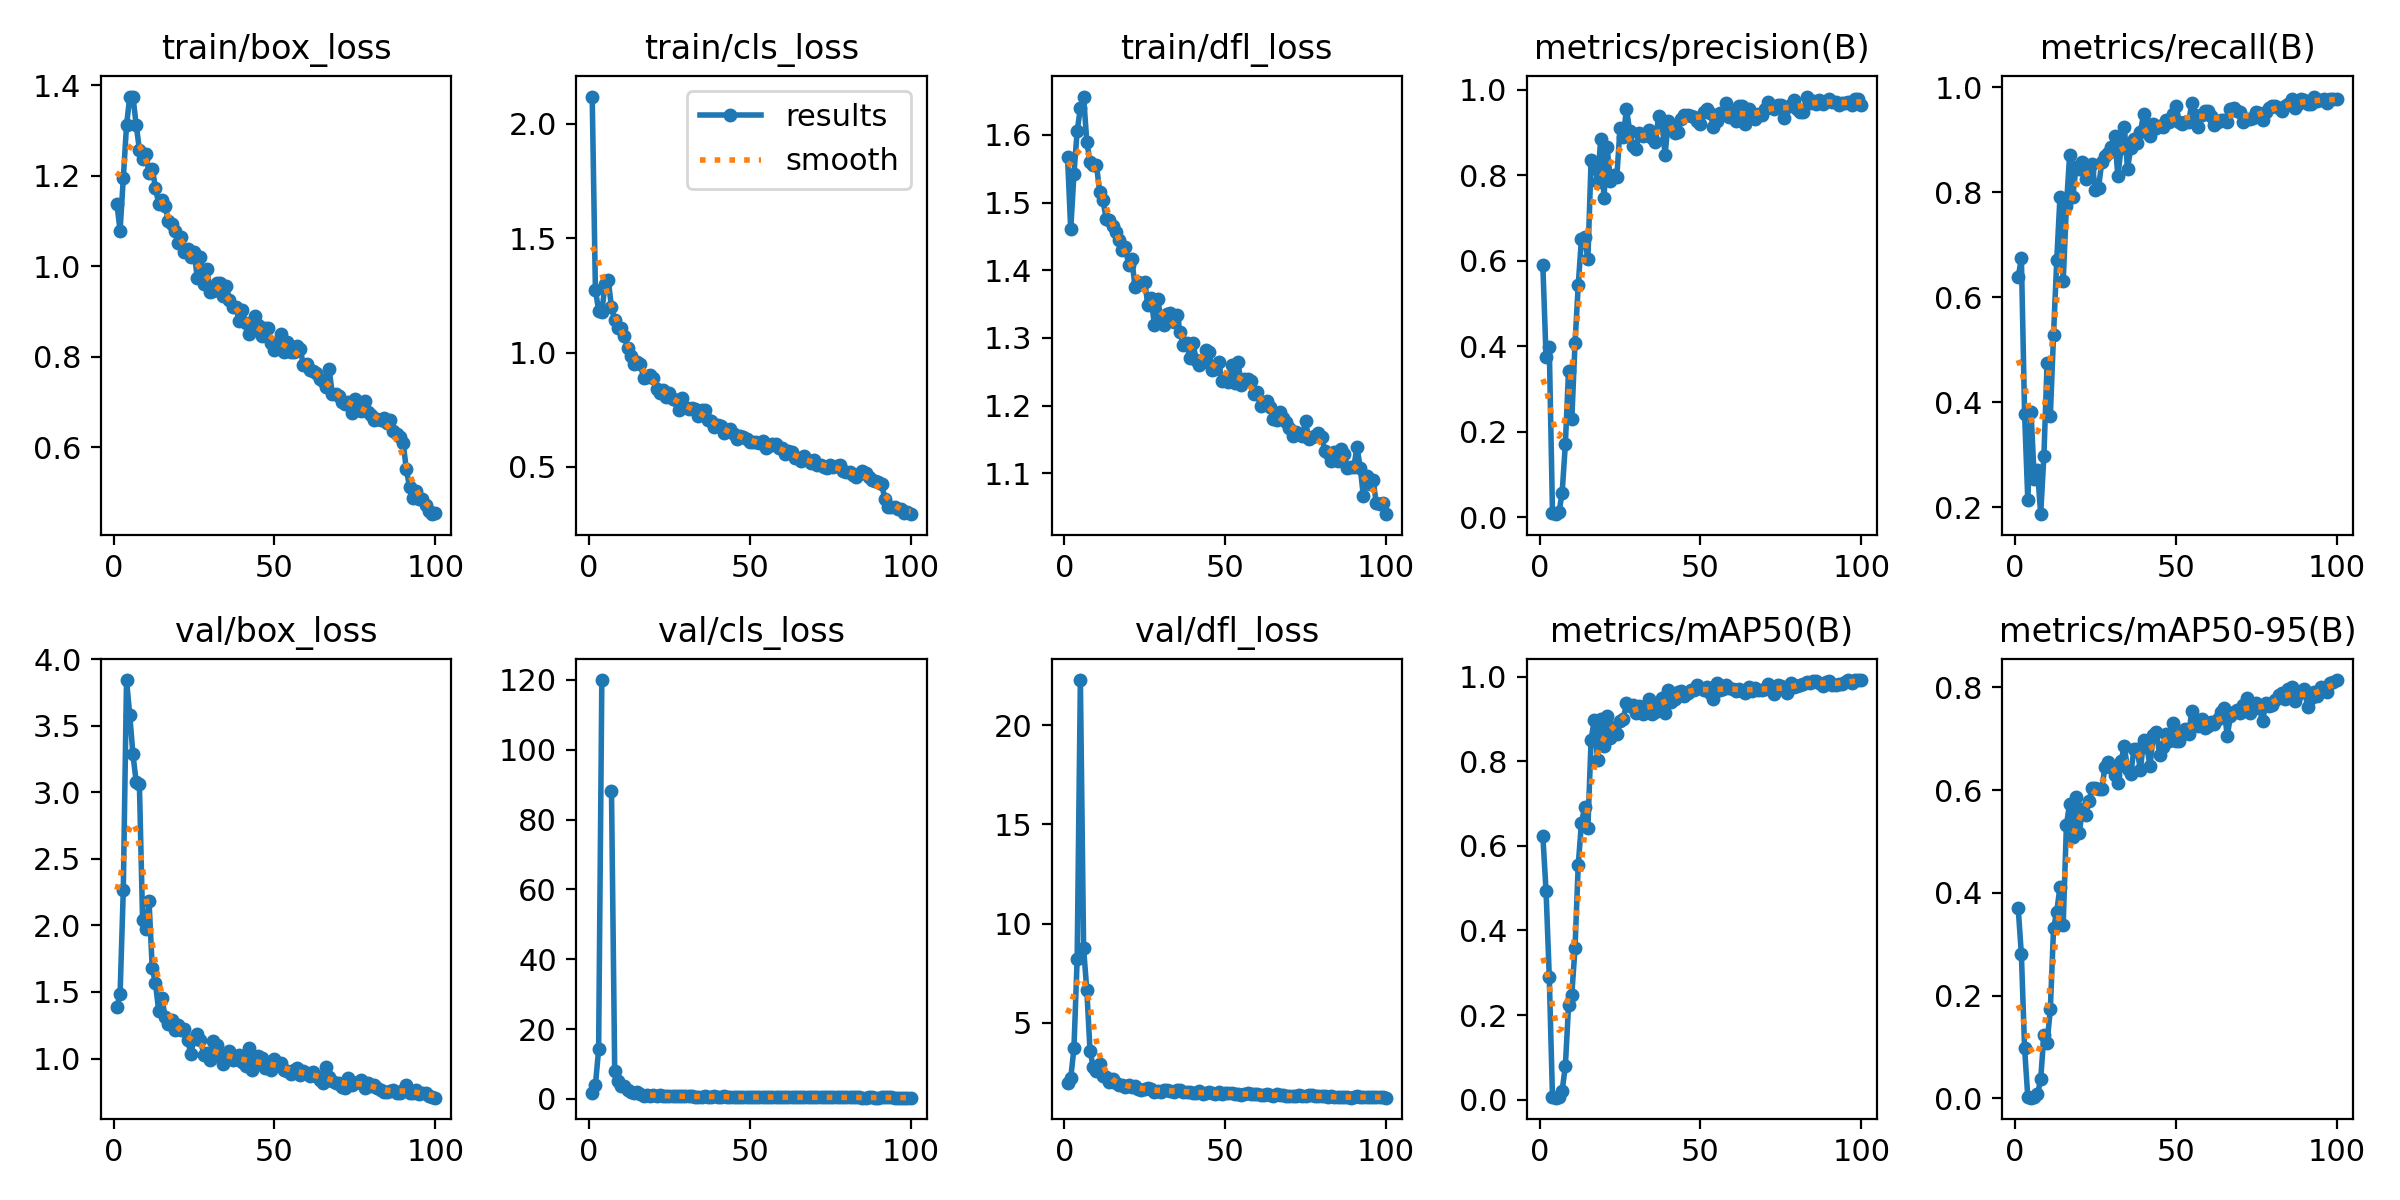 train/box_loss
1.4
1.2
1.0
0.8
0.6
0 50 100
train/cls_loss
results
smooth
2.0
1.5
1.0
0.5
0 50 100
train/dfl_loss
1.6
1.5
1.4
1.3
1.2
1.1
0 50 100
metrics/precision(B)
1.0
0.8
0.6
0.4
0.2
0.0
0 50 100
metrics/recall(B)
1.0
0.8
0.6
0.4
0.2
0 50 100
val/box_loss
4.0
3.5
3.0
2.5
2.0
1.5
1.0
0 50 100
val/cls_loss
120
100
80
60
40
20
0
0 50 100
val/dfl_loss
20
15
10
5
0 50 100
metrics/mAP50(B)
1.0
0.8
0.6
0.4
0.2
0.0
0 50 100
metrics/mAP50-95(B)
0.8
0.6
0.4
0.2
0.0
0 50 100